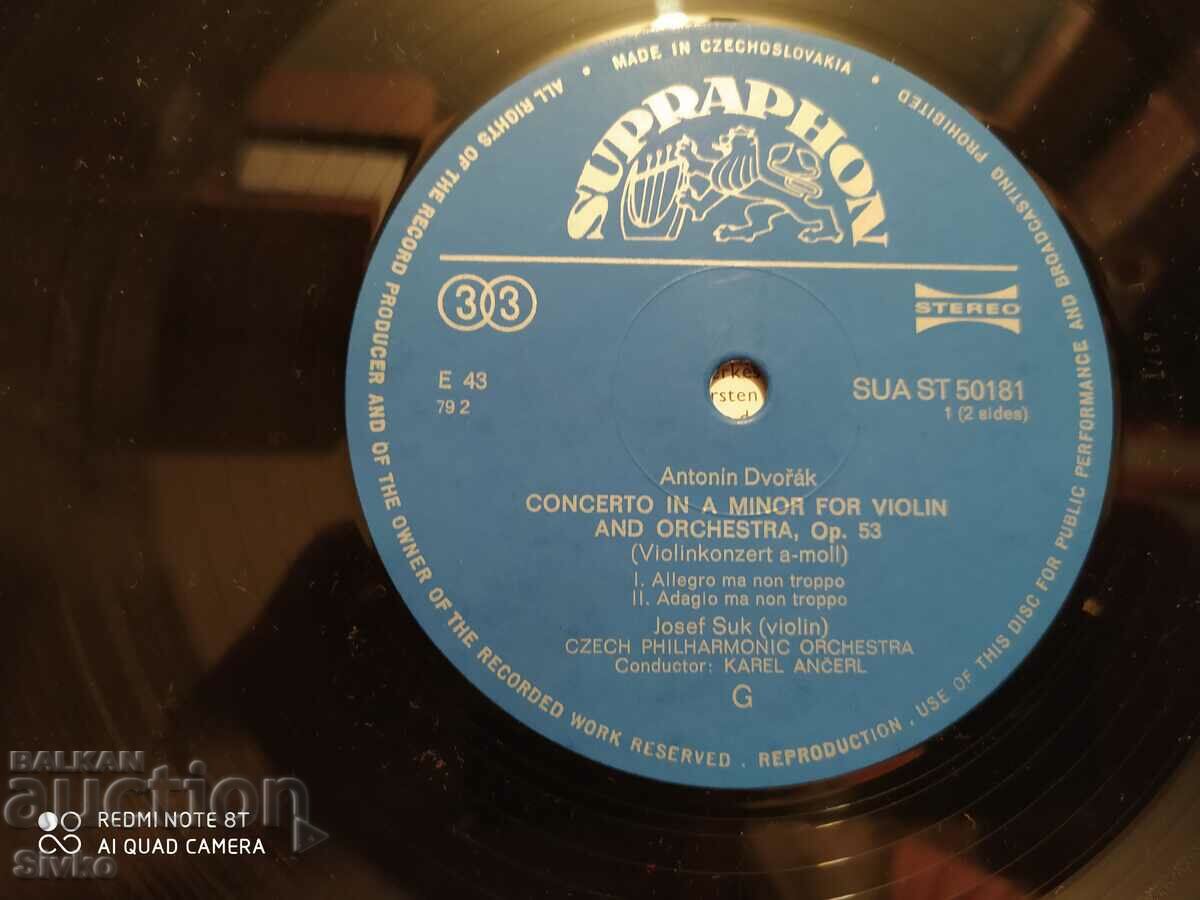 MADE IN CZECHOSLOVAKIA
ALL RIGHTS OF THE RECORD PRODUCER AND OF THE OWNER OF THE RECORDED WORK RESERVED . REPRODUCTION . USE OF THIS DISC FOR PUBLIC PERFORMANCE AND BROADCASTING PROHIBITED
SUPRAPHON
33
STEREO
E 43
79 2
SUA ST 50181
1 (2 sides)
rsten
Antonín Dvořák
CONCERTO IN A MINOR FOR VIOLIN
AND ORCHESTRA, Op. 53
(Violinkonzert a-moll)
I. Allegro ma non troppo
II. Adagio ma non troppo
Josef Suk (violin)
CZECH PHILHARMONIC ORCHESTRA
Conductor: KAREL ANČERL
G
BALKAN
auction
REDMI NOTE 8T
AI QUAD CAMERA
Sivko